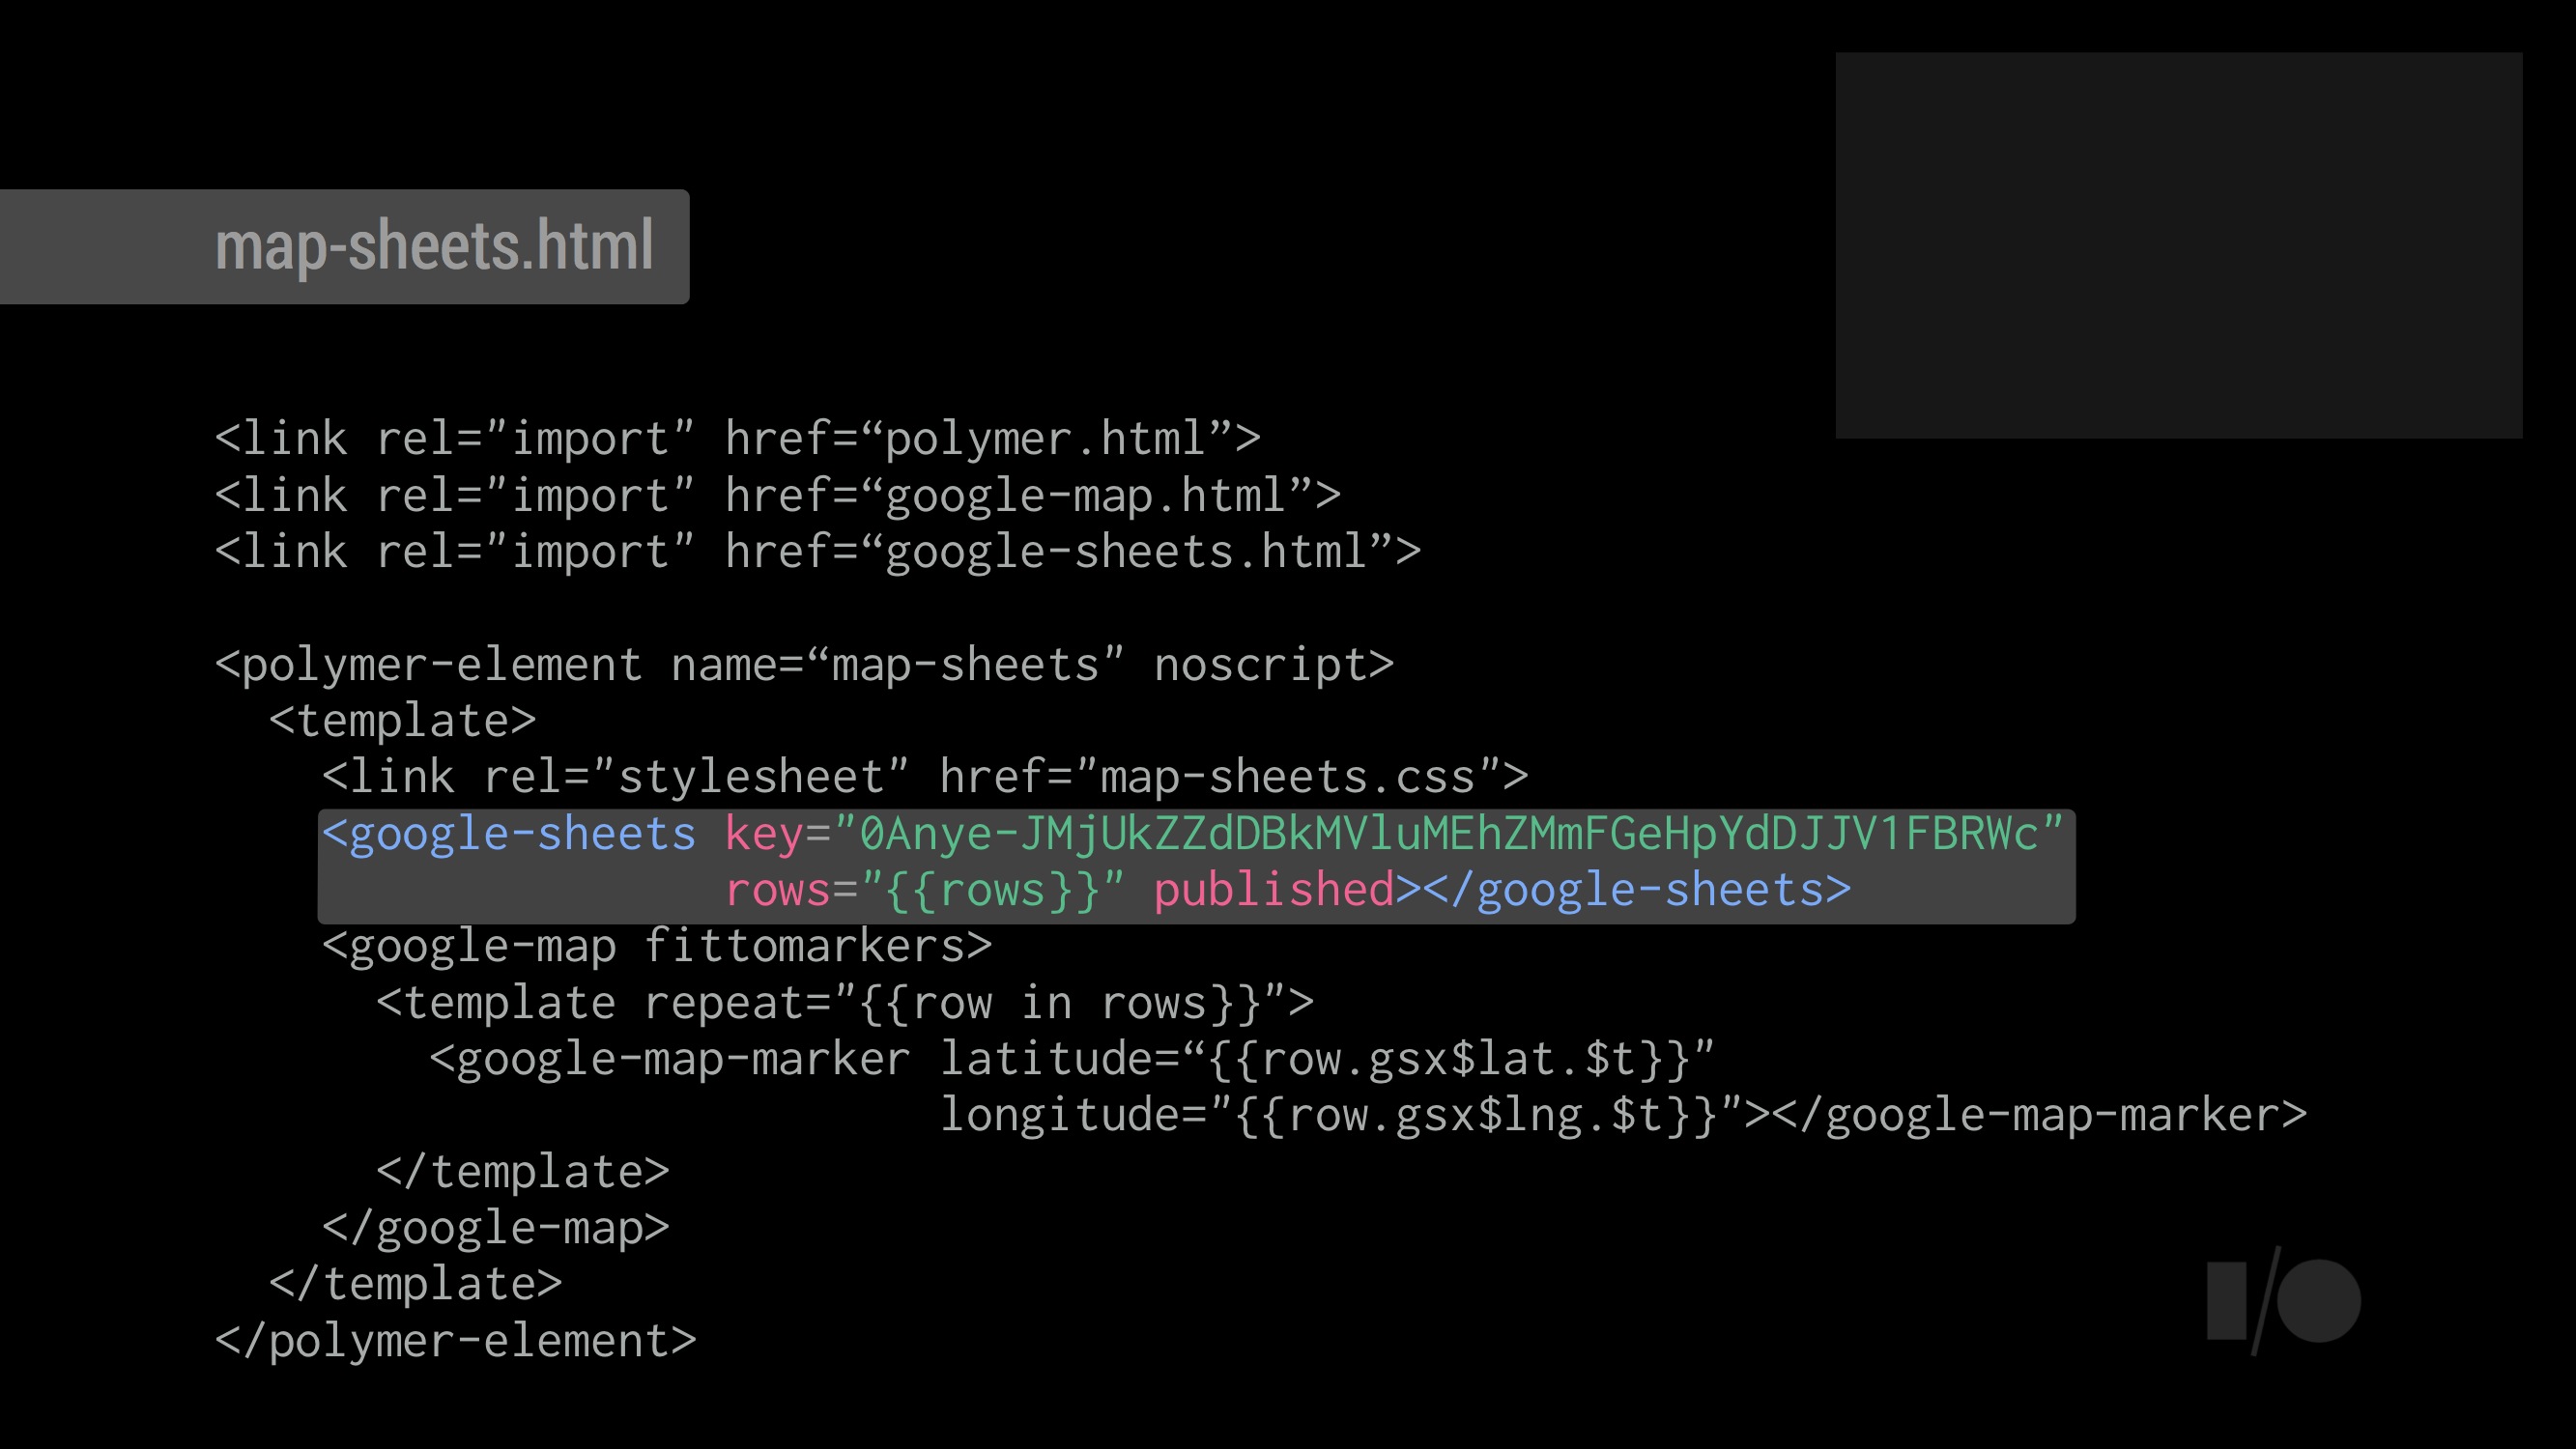 map-sheets.html
<link rel="import" href=“polymer.html”>
<link rel="import" href=“google-map.html”>
<link rel="import" href=“google-sheets.html”>
<polymer-element name=“map-sheets" noscript>
<template>
<link rel="stylesheet" href="map-sheets.css">
<google-sheets key="0Anye-JMjUkZZdDBkMVluMEhZMmFGeHpYdDJJV1FBRWc"
rows="{{rows}}" published></google-sheets>
<google-map fittomarkers>
<template repeat="{{row in rows}}">
<google-map-marker latitude=“{{row.gsx$lat.$t}}"
longitude="{{row.gsx$lng.$t}}"></google-map-marker>
</template>
</google-map>
</template>
</polymer-element>
I/O